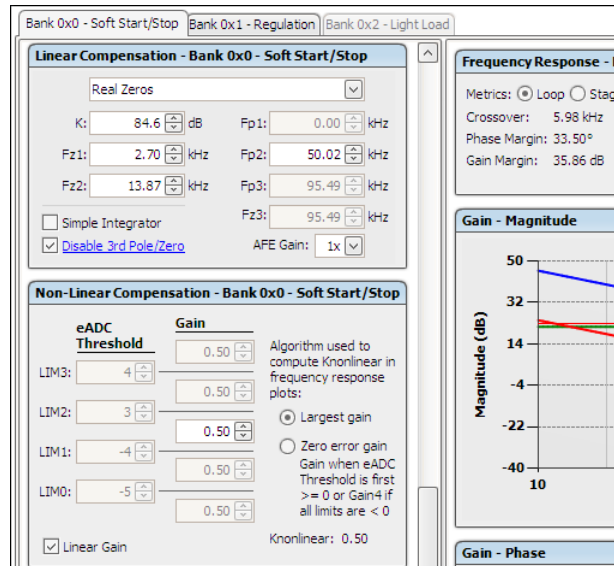 Bank 0x0 - Soft Start/Stop
Bank 0x1 - Regulation
Bank 0x2 - Light Load
Linear Compensation - Bank 0x0 - Soft Start/Stop
Real Zeros
K: 84.6 dB Fp1: 0.00 kHz
Fz1: 2.70 kHz Fp2: 50.02 kHz
Fz2: 13.87 kHz Fp3: 95.49 kHz
Fz3: 95.49 kHz
Simple Integrator
Disable 3rd Pole/Zero
AFE Gain: 1x
Non-Linear Compensation - Bank 0x0 - Soft Start/Stop
eADC
Threshold
Gain
0.50
LIM3: 4
0.50
LIM2: 3
0.50
LIM1: -4
0.50
LIM0: -5
0.50
Linear Gain
Algorithm used to
compute Knonlinear in
frequency response
plots:
Largest gain
Zero error gain
Gain when eADC
Threshold is first
>= 0 or Gain4 if
all limits are < 0
Knonlinear: 0.50
Frequency Response -
Metrics: Loop
Crossover: 5.98 kHz
Phase Margin: 33.50°
Gain Margin: 35.86 dB
Gain - Magnitude
Magnitude (dB)
50
32
14
-4
-22
-40
10
Gain - Phase